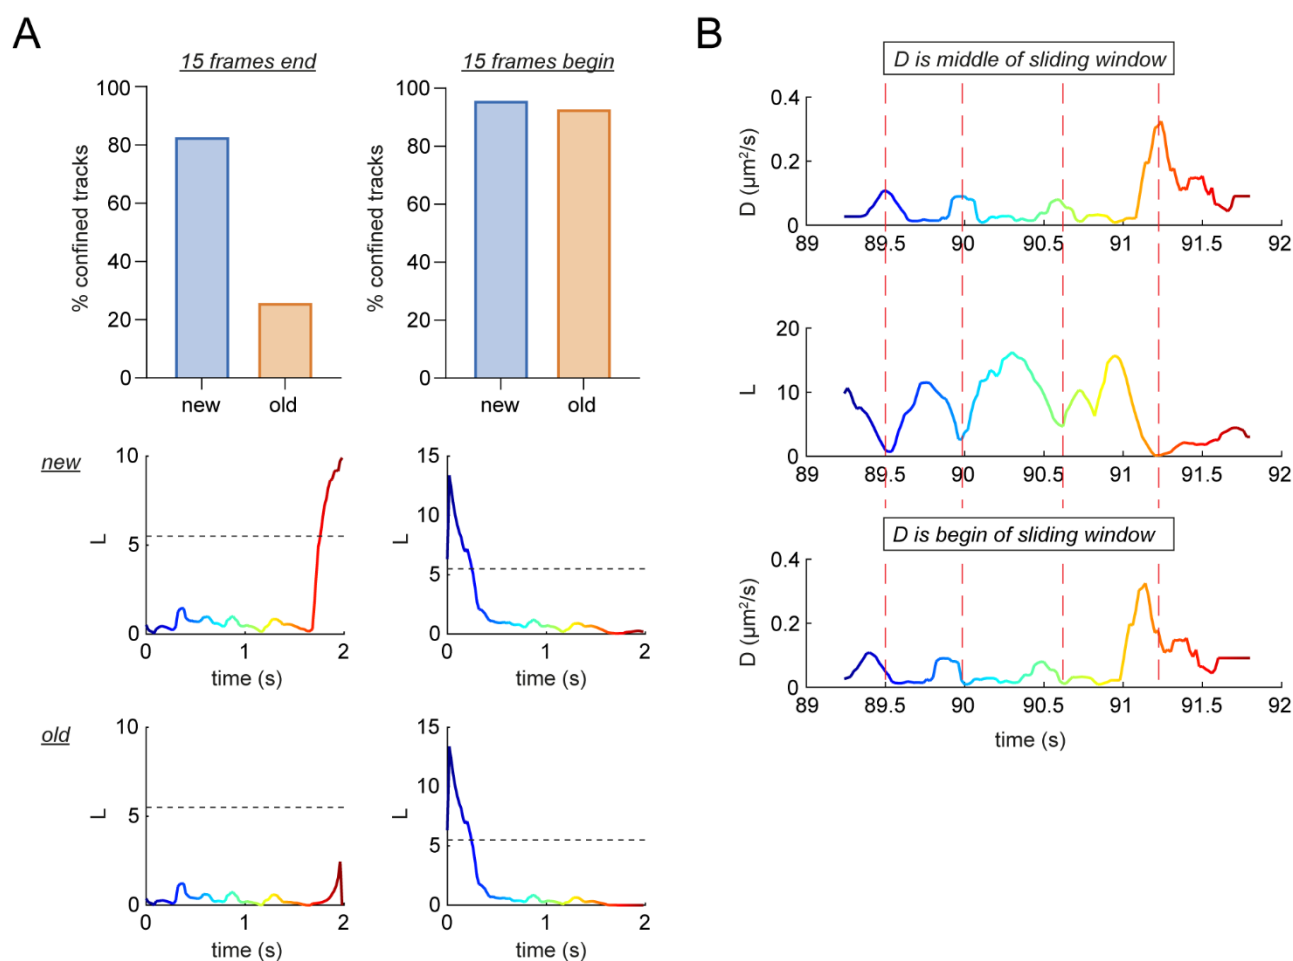 A
15 frames end
15 frames begin
% confined tracks
100
80
60
40
20
0
new
old
% confined tracks
100
80
60
40
20
0
new
old
new
L
10
5
0
0
1
2
time (s)
L
15
10
5
0
0
1
2
time (s)
old
L
10
5
0
0
1
2
time (s)
L
15
10
5
0
0
1
2
time (s)
B
D is middle of sliding window
D (µm²/s)
0.4
0.2
0
89
89.5
90
90.5
91
91.5
92
L
20
10
0
89
89.5
90
90.5
91
91.5
92
D is begin of sliding window
D (µm²/s)
0.4
0.2
0
89
89.5
90
90.5
91
91.5
92
time (s)